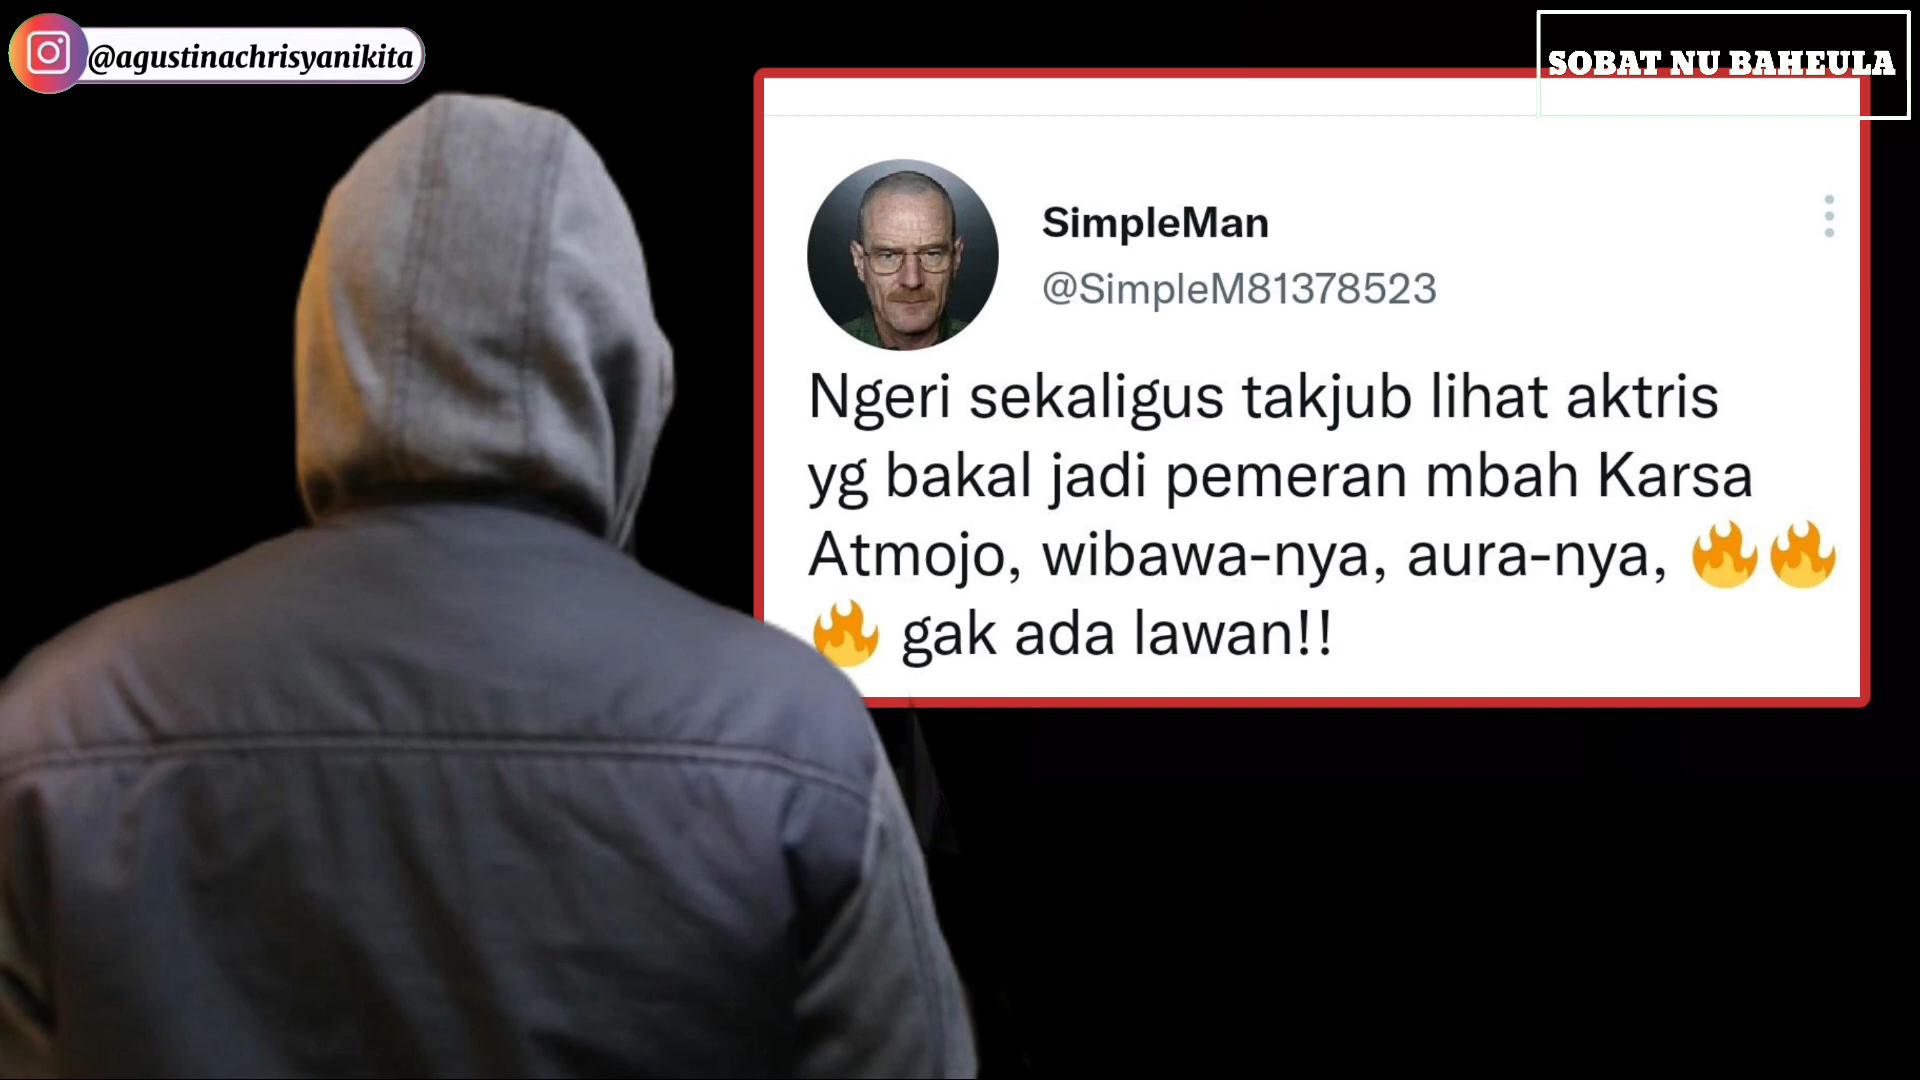 @agustinachrisyanikita
SOBAT NU BAHEULA
SimpleMan
@SimpleM81378523
Ngeri sekaligus takjub lihat aktris
yg bakal jadi pemeran mbah Karsa
Atmojo, wibawa-nya, aura-nya, 🔥🔥
🔥 gak ada lawan!!